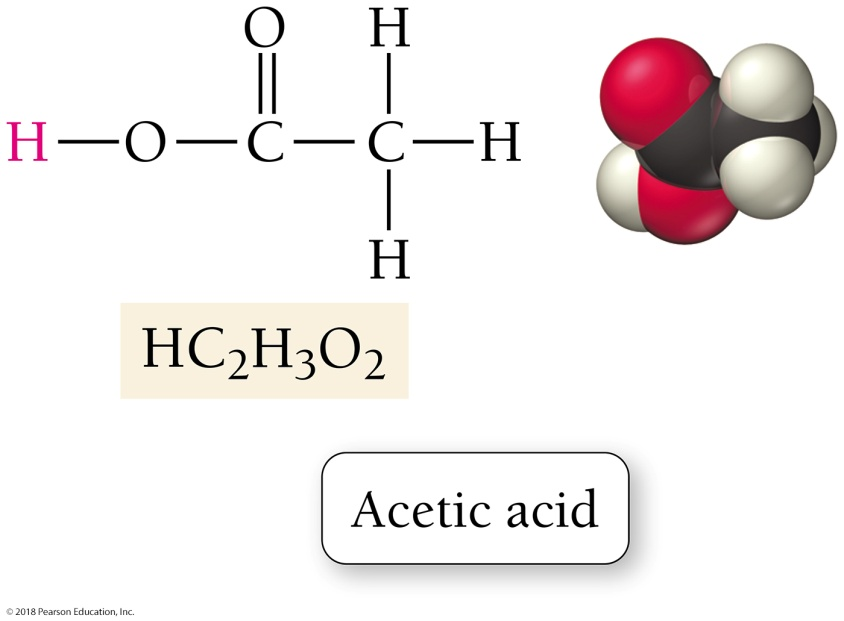 O H
H O C C H
H
HC₂H₃O₂
Acetic acid
© 2018 Pearson Education, Inc.